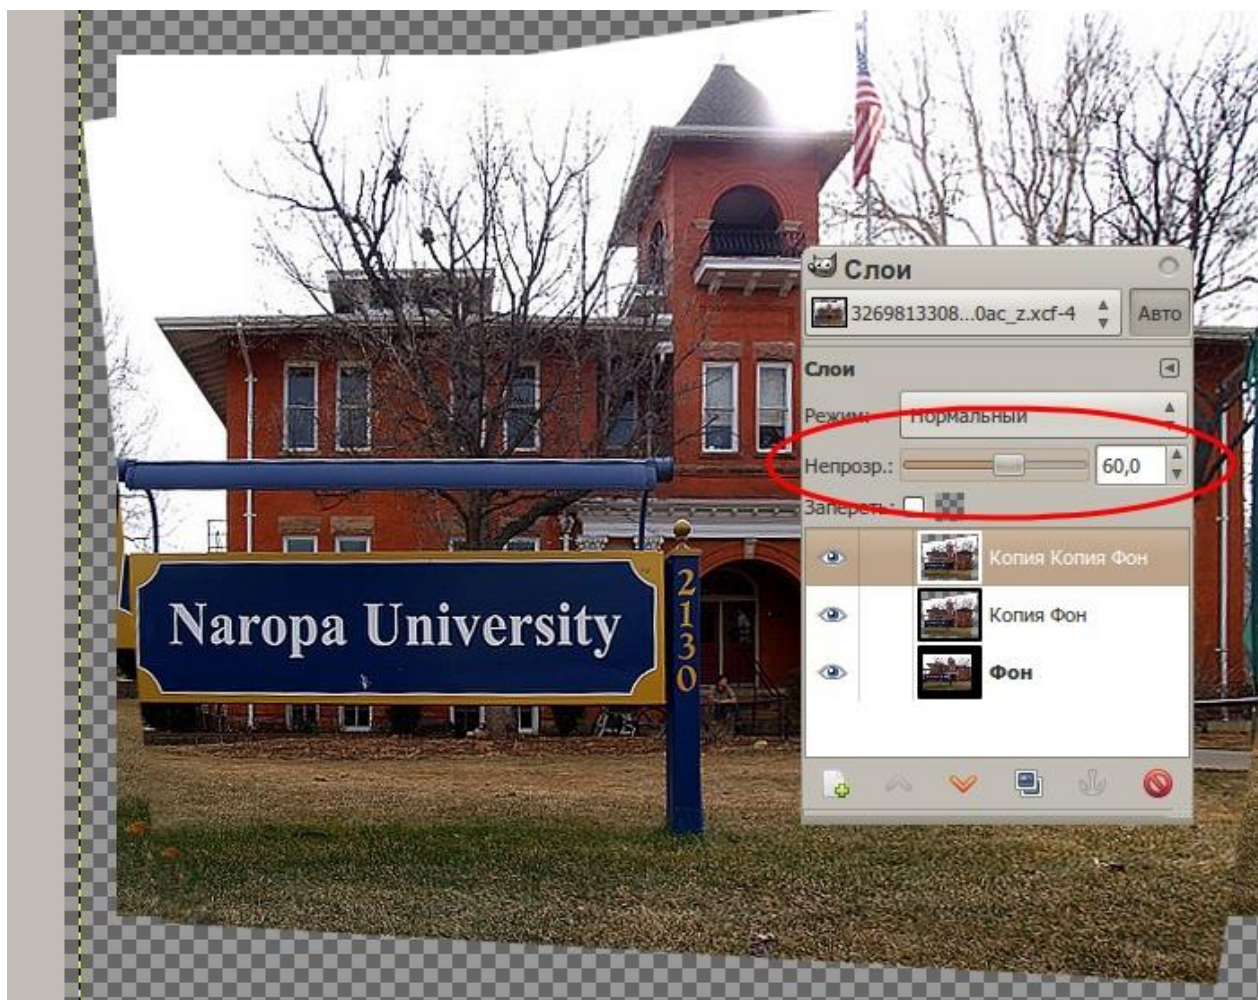 Слои
3269813308...0ac_z.xcf-4
Авто
Слои
Режим: Нормальный
Непрозр.: 60,0
Запереть:
Копия Копия Фон
Копия Фон
Фон
Naropa University
2130